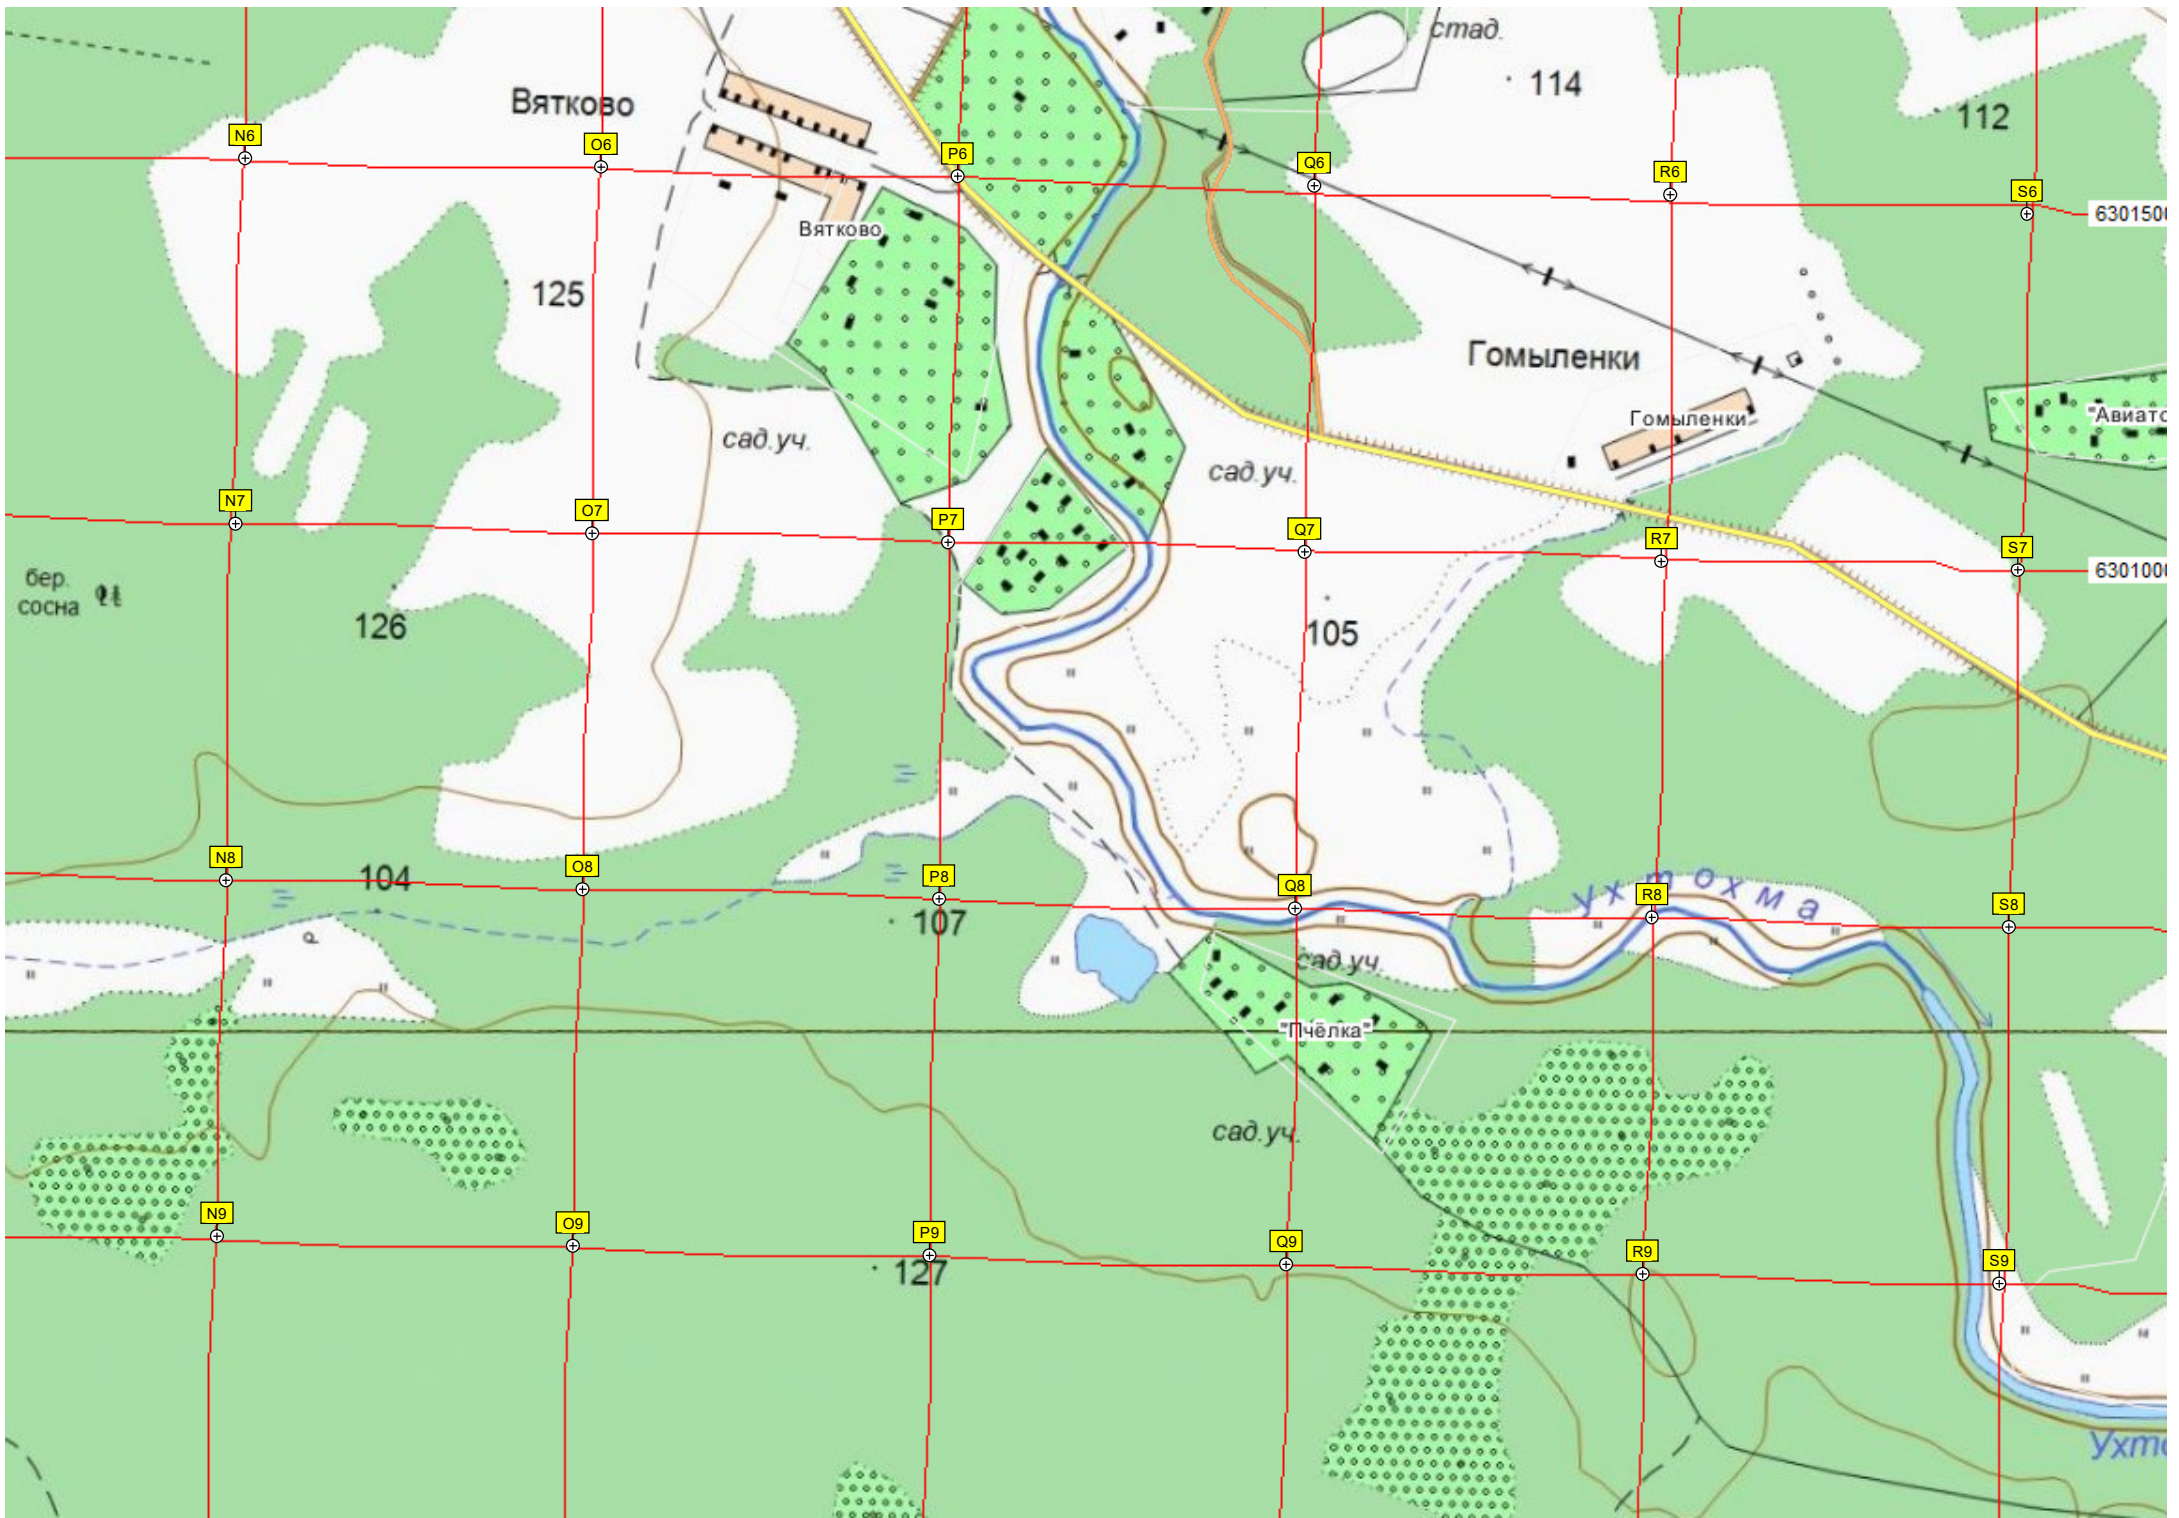 стад.
114
Вятково
112
N6
O6
P6
Q6
R6
S6
630150
Вятково
125
Гомыленки
Гомыленки
"Авиато
сад.уч.
сад.уч.
N7
O7
P7
Q7
R7
S7
630100
бер.
сосна
126
105
N8
O8
P8
Q8
R8
S8
104
107
ухтохма
сад.уч.
"Пчёлка"
сад.уч.
N9
O9
P9
Q9
R9
S9
127
Ухт